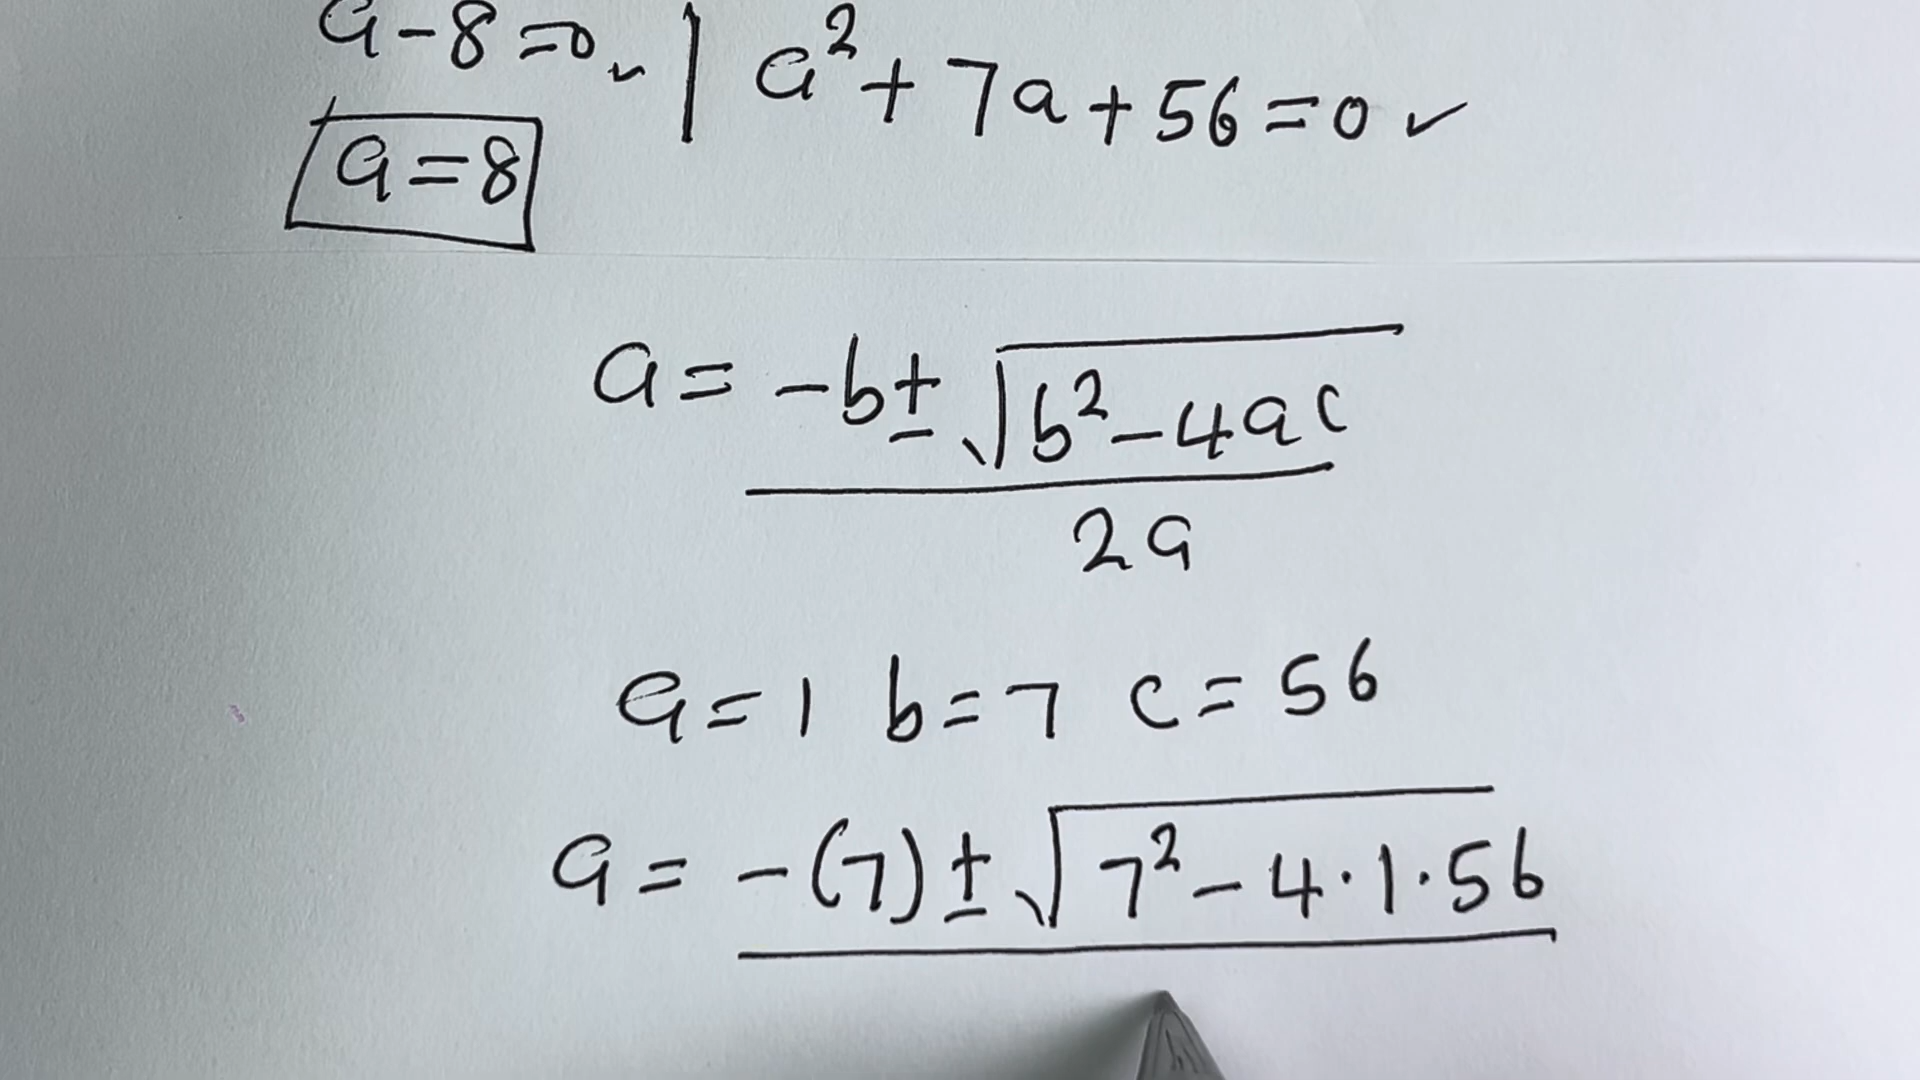 a-8=0 ✓ | a²+7a+56=0 ✓
a=8
a= -b±√b²-4ac
2a
a=1 b=7 c=56
a= -(7)±√7²-4·1·56